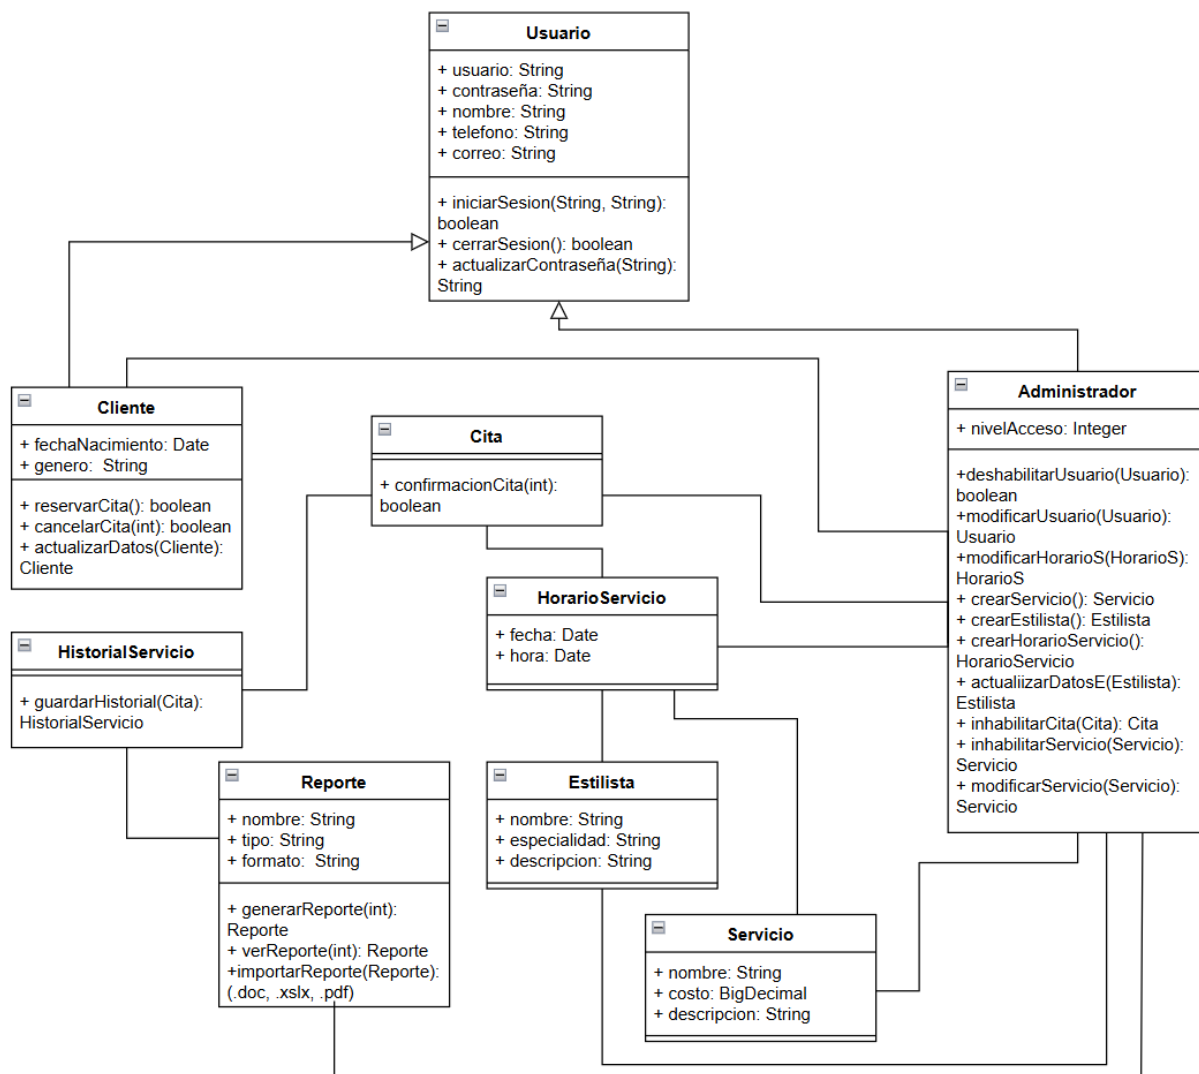 Usuario
+ usuario: String
+ contraseña: String
+ nombre: String
+ telefono: String
+ correo: String
+ iniciarSesion(String, String):
boolean
+ cerrarSesion(): boolean
+ actualizarContraseña(String):
String
Cliente
+ fechaNacimiento: Date
+ genero: String
+ reservarCita(): boolean
+ cancelarCita(int): boolean
+ actualizarDatos(Cliente):
Cliente
Cita
+ confirmacionCita(int):
boolean
Administrador
+ nivelAcceso: Integer
+deshabilitarUsuario(Usuario):
boolean
+modificarUsuario(Usuario):
Usuario
+modificarHorarioS(HorarioS):
HorarioS
+ crearServicio(): Servicio
+ crearEstilista(): Estilista
+ crearHorarioServicio():
HorarioServicio
+ actualiizarDatosE(Estilista):
Estilista
+ inhabilitarCita(Cita): Cita
+ inhabilitarServicio(Servicio):
Servicio
+ modificarServicio(Servicio):
Servicio
HorarioServicio
+ fecha: Date
+ hora: Date
HistorialServicio
+ guardarHistorial(Cita):
HistorialServicio
Reporte
+ nombre: String
+ tipo: String
+ formato: String
+ generarReporte(int):
Reporte
+ verReporte(int): Reporte
+importarReporte(Reporte):
(.doc, .xslx, .pdf)
Estilista
+ nombre: String
+ especialidad: String
+ descripcion: String
Servicio
+ nombre: String
+ costo: BigDecimal
+ descripcion: String